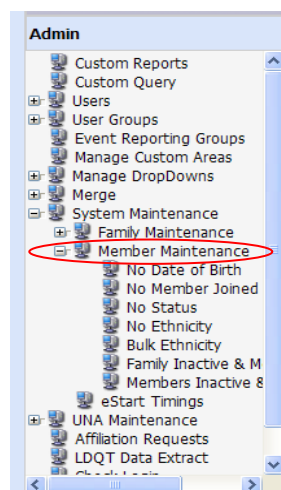 Admin
Custom Reports
Custom Query
Users
User Groups
Event Reporting Groups
Manage Custom Areas
Manage DropDowns
Merge
System Maintenance
Family Maintenance
Member Maintenance
No Date of Birth
No Member Joined
No Status
No Ethnicity
Bulk Ethnicity
Family Inactive & M
Members Inactive &
eStart Timings
UNA Maintenance
Affiliation Requests
LDQT Data Extract
Check Login